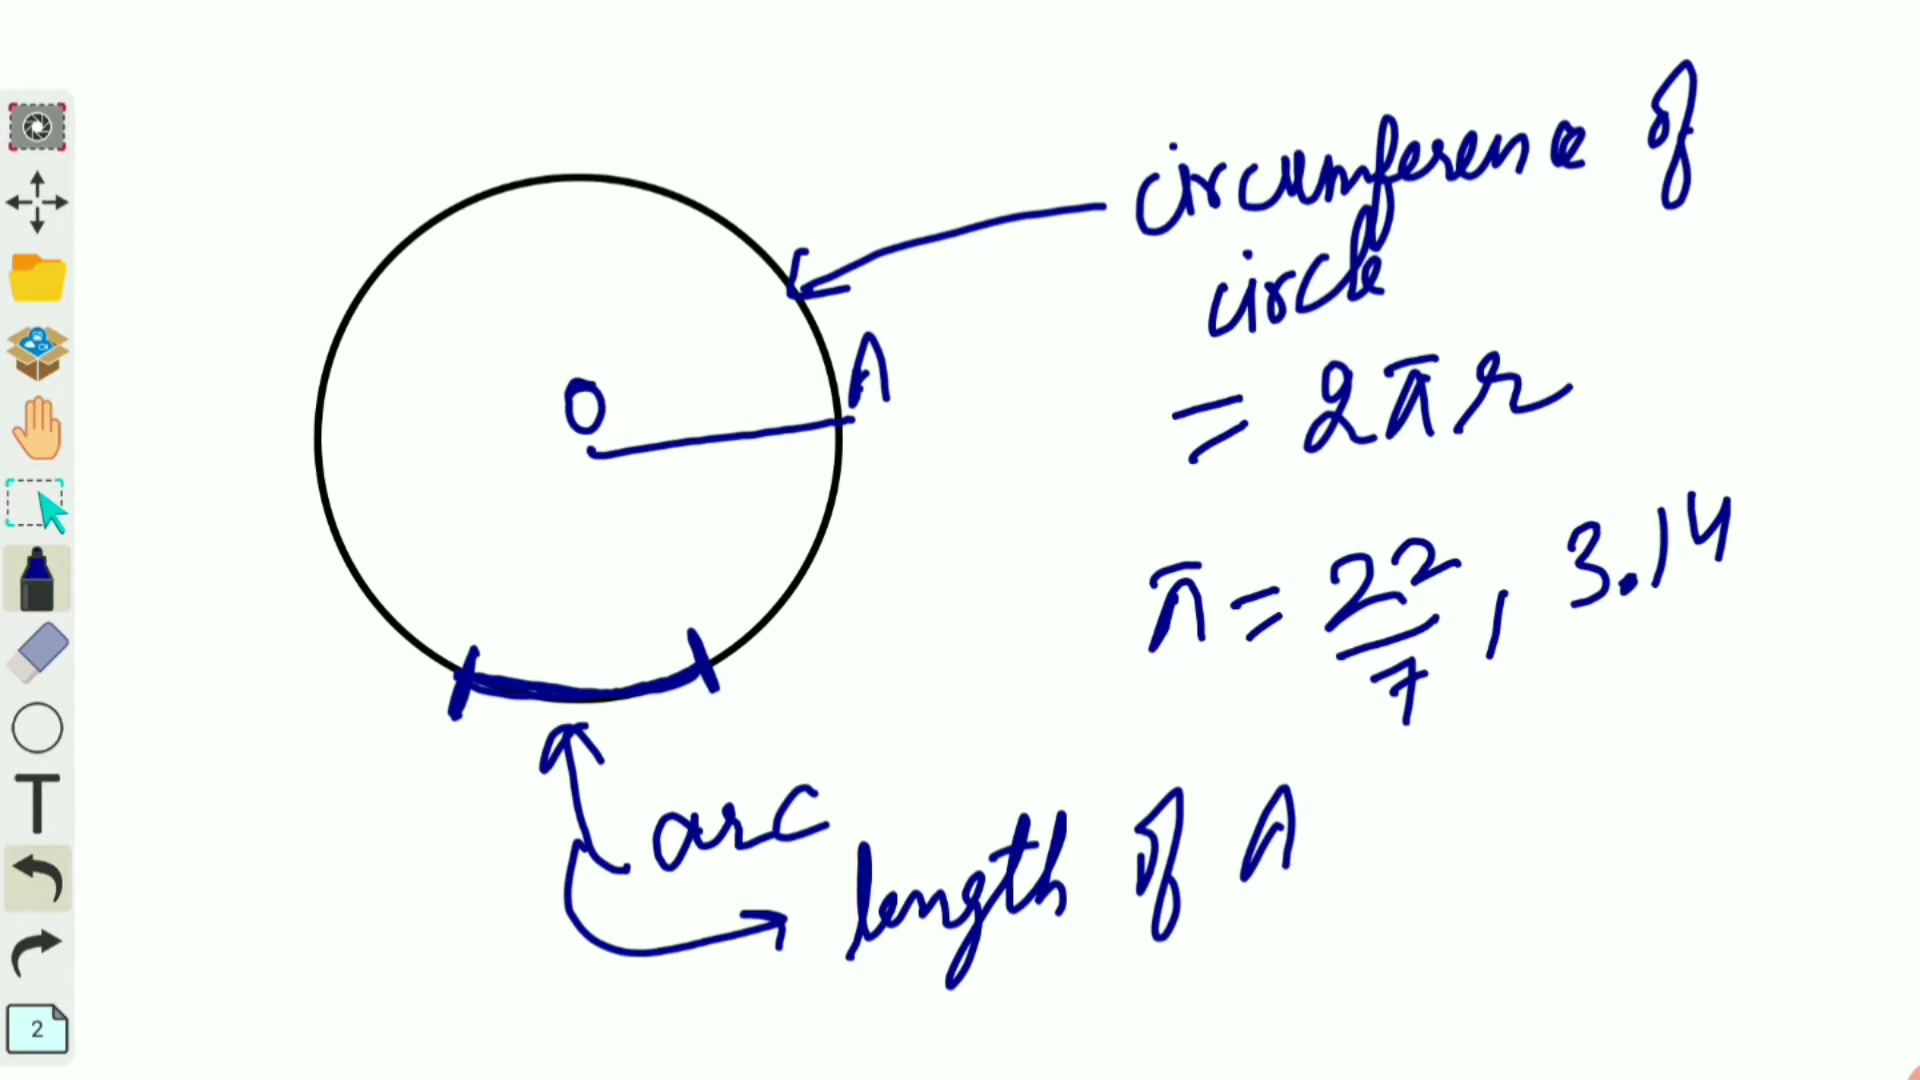 circumference of
circle
= 2πr
O
A
π = 22/7, 3.14
arc
length of A
T
2